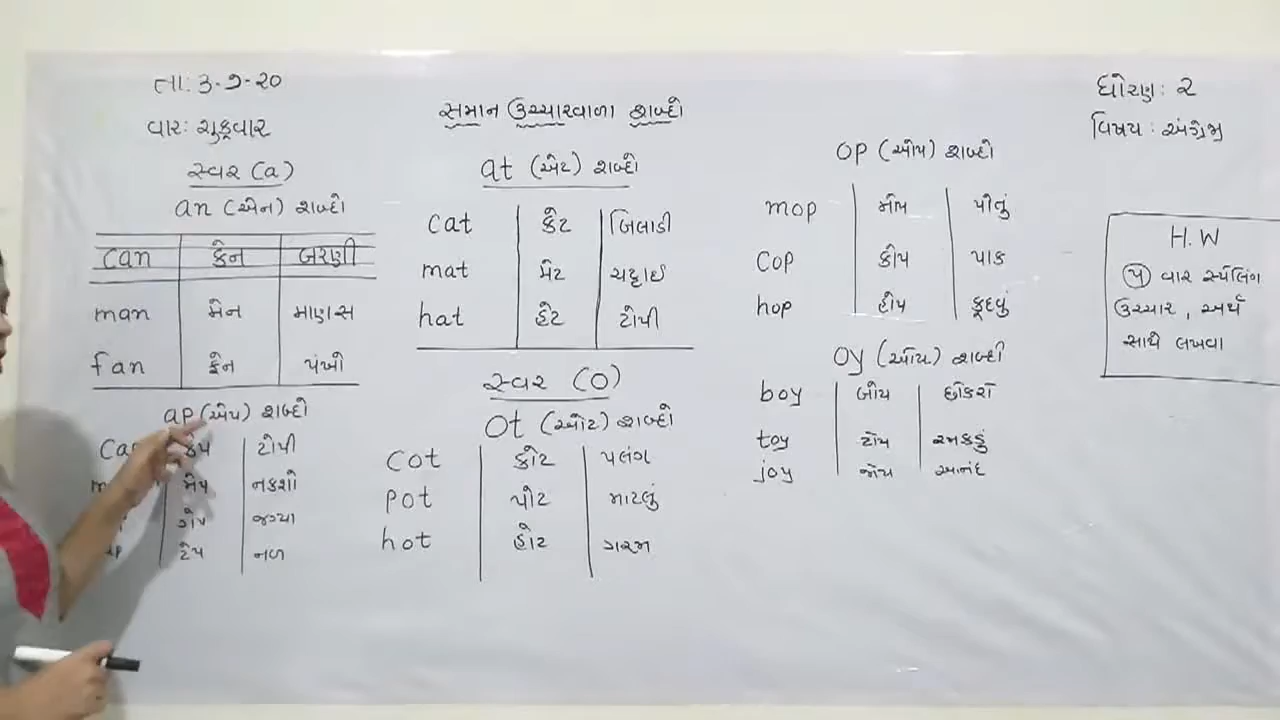 તા: ૩-૭-૨૦
વાર: શુક્રવાર
સમાન ઉચ્ચારવાળા શબ્દો
ધોરણ: ૨
વિષય: અંગ્રેજી
સ્વર (a)
an (એન) શબ્દો
can કેન બરણી
man મેન માણસ
fan ફેન પંખો
ap (એપ) શબ્દો
ટોપી
મેપ નકશો
ગેપ જગ્યા
ટેપ નળ
at (એટ) શબ્દો
cat કેટ બિલાડી
mat મેટ ચટ્ટાઈ
hat હેટ ટોપી
સ્વર (O)
Ot (ઓટ) શબ્દો
cot કોટ પલંગ
pot પોટ માટલું
hot હોટ ગરમ
op (ઓપ) શબ્દો
mop મોપ પોતું
cop કોપ પાક
hop હોપ કૂદવું
oy (ઓય) શબ્દો
boy બોય છોકરો
toy ટોય રમકડું
joy જોય આનંદ
H.W
૫ વાર સ્પેલિંગ
ઉચ્ચાર, અર્થ
સાથે લખવા